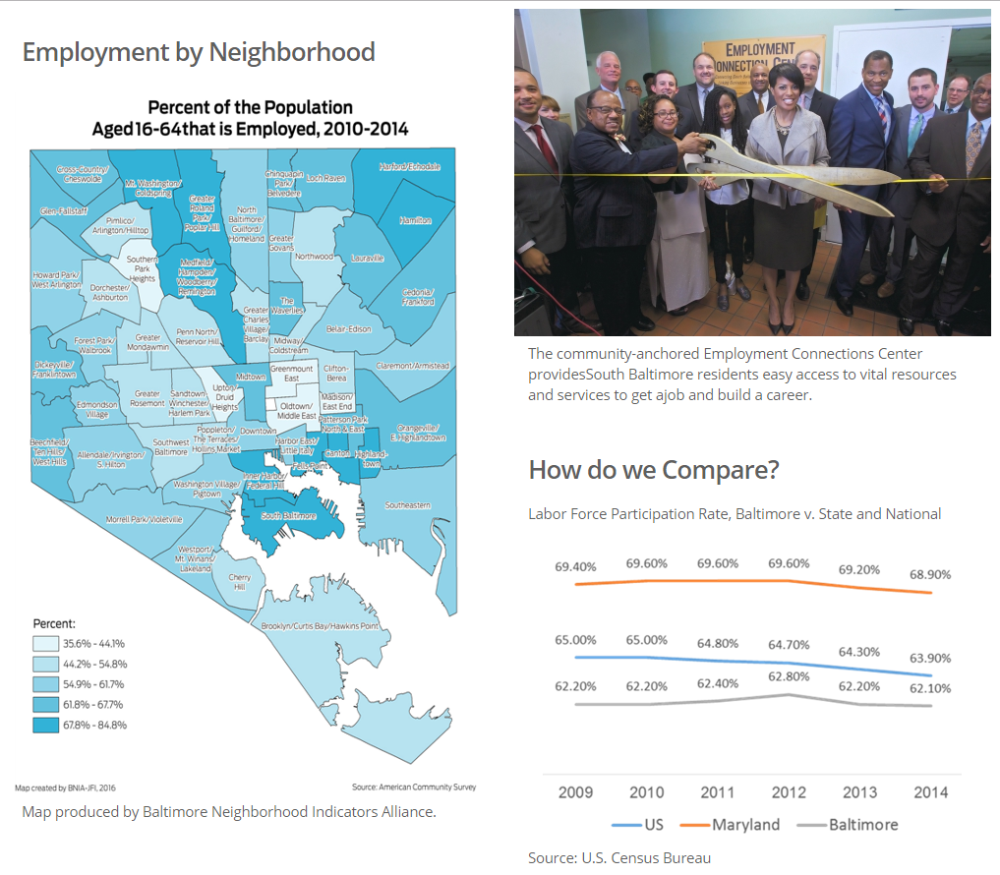 Employment by Neighborhood
Percent of the Population
Aged16-64that is Employed, 2010-2014
Cross-Country/
Cheswolde
Mt. Washington/
Coldspring
Greater
Roland
Park/
Poplar Hill
Chinquapin
Park/
Belvedere
Loch Raven
Harford/Echodale
Glen, Fallstaff
Pimlico/
Arlington/Hilltop
North
Baltimore/
Guilford/
Homeland
Greater
Govans
Hamilton
Northwood
Lauraville
Southern
Park
Heights
Medfield/
Hampden/
Woodberry/
Remington
Howard Park/
West Arlington
Dorchester/
Ashburton
Cedonia/
Frankford
The
Waverlies
Greater
Charles
Village/
Barclay
Belair-Edison
Forest Park/
Walbrook
Greater
Mondawmin
Penn North/
Reservoir Hill
Midway/
Coldstream
Dickeyville/
Franklintown
Midtown
Greenmount
East
Clifton-
Berea
Claremont/Armistead
Edmondson
Village
Greater
Rosemont
Sandtown
Winchester/
Harlem Park
Upton/
Druid
Heights
Oldtown/
Middle East
Madison/
East End
Patterson Park
North & East
Orangeville/
E. Highlandtown
Beechfield/
Ten Hills/
West Hills
Allendale/Irvington/
S. Hilton
Southwest
Baltimore
Poppleton/
The Terraces/
Hollins Market
Downtown
Harbor East/
Little Italy
Fells Point
Canton
Highland-
town
Washington Village/
Pigtown
Inner Harbor/
Federal Hill
South Baltimore
Southeastern
Morrell Park/Violetville
Westport/
Mt. Winans/
Lakeland
Cherry
Hill
Brooklyn/Curtis Bay/Hawkins Point
Percent:
35.6% - 44.1%
44.2% - 54.8%
54.9% - 61.7%
61.8% - 67.7%
67.8% - 84.8%
Map created by BNIA-JFI, 2016
Source: American Community Survey
Map produced by Baltimore Neighborhood Indicators Alliance.
EMPLOYMENT
The community-anchored Employment Connections Center
providesSouth Baltimore residents easy access to vital resources
and services to get ajob and build a career.
How do we Compare?
Labor Force Participation Rate, Baltimore v. State and National
69.40% 69.60% 69.60% 69.60% 69.20% 68.90%
65.00% 65.00% 64.80% 64.70% 64.30% 63.90%
62.20% 62.20% 62.40% 62.80% 62.20% 62.10%
2009 2010 2011 2012 2013 2014
US Maryland Baltimore
Source: U.S. Census Bureau